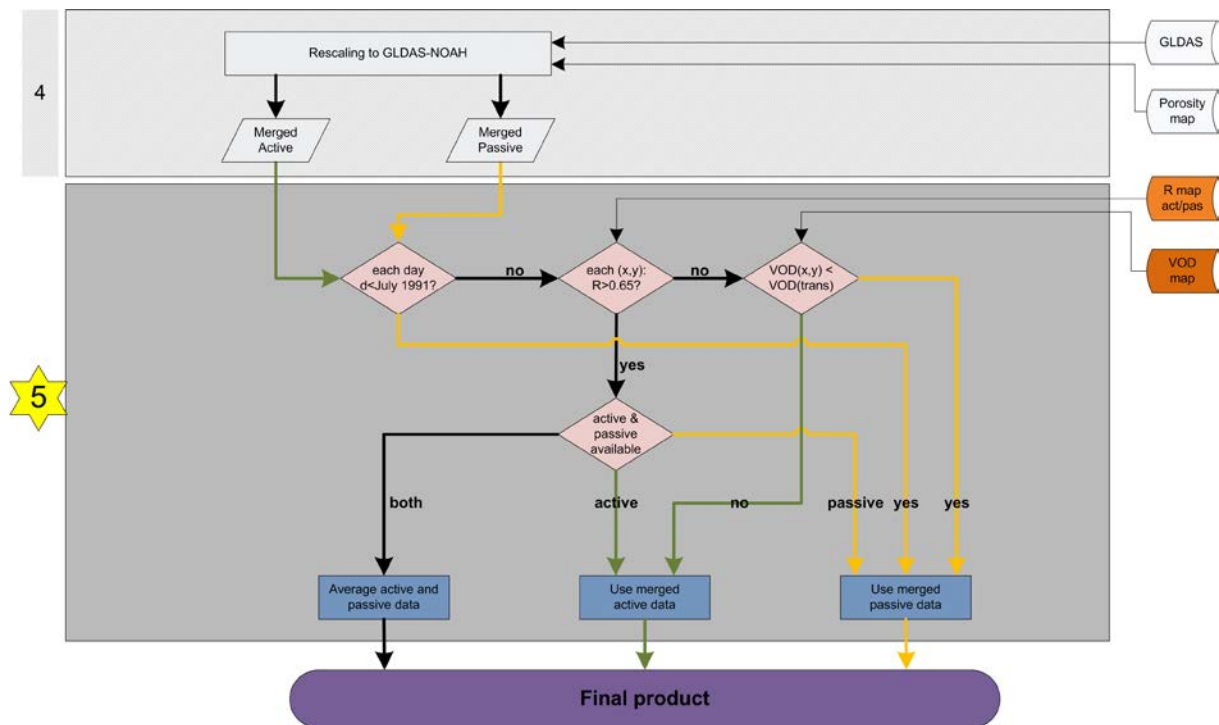 4
Rescaling to GLDAS-NOAH
GLDAS
Porosity
map
Merged
Active
Merged
Passive
R map
act/pas
VOD
map
5
each day
d<July 1991?
no
each (x,y):
R>0.65?
no
VOD(x,y) <
VOD(trans)
yes
active &
passive
available
both
active
no
passive
yes
yes
Average active and
passive data
Use merged
active data
Use merged
passive data
Final product